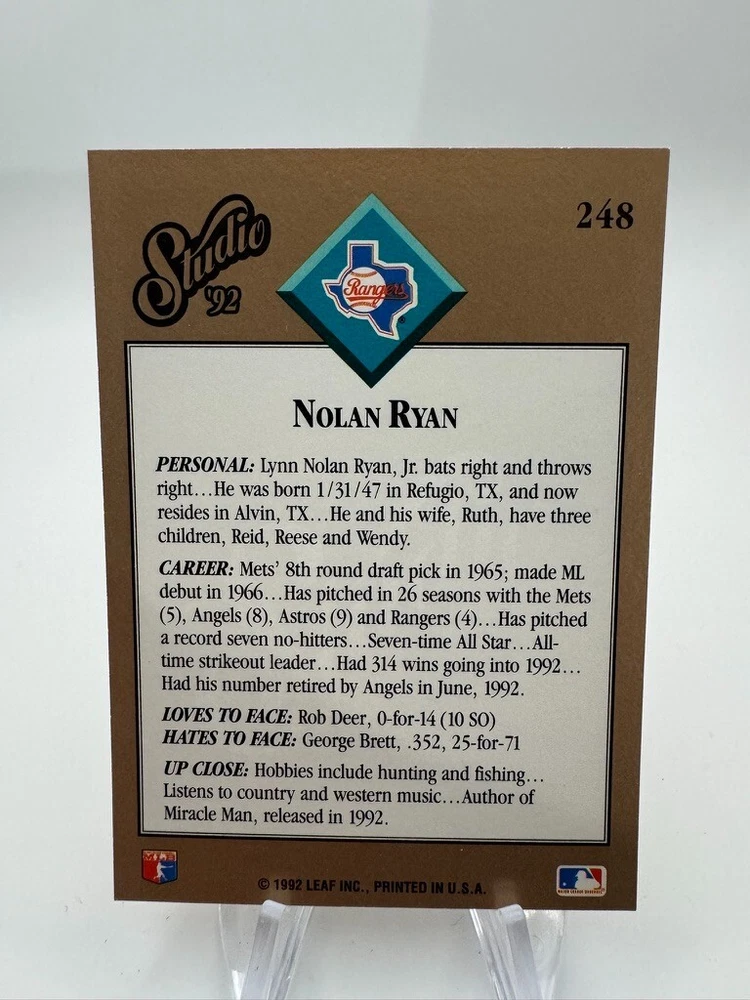 Studio
'92
248
Rangers
NOLAN RYAN
PERSONAL: Lynn Nolan Ryan, Jr. bats right and throws
right...He was born 1/31/47 in Refugio, TX, and now
resides in Alvin, TX...He and his wife, Ruth, have three
children, Reid, Reese and Wendy.
CAREER: Mets' 8th round draft pick in 1965; made ML
debut in 1966...Has pitched in 26 seasons with the Mets
(5), Angels (8), Astros (9) and Rangers (4)...Has pitched
a record seven no-hitters...Seven-time All Star...All-
time strikeout leader...Had 314 wins going into 1992...
Had his number retired by Angels in June, 1992.
LOVES TO FACE: Rob Deer, 0-for-14 (10 SO)
HATES TO FACE: George Brett, .352, 25-for-71
UP CLOSE: Hobbies include hunting and fishing...
Listens to country and western music...Author of
Miracle Man, released in 1992.
© 1992 LEAF INC., PRINTED IN U.S.A.
MAJOR LEAGUE BASEBALL